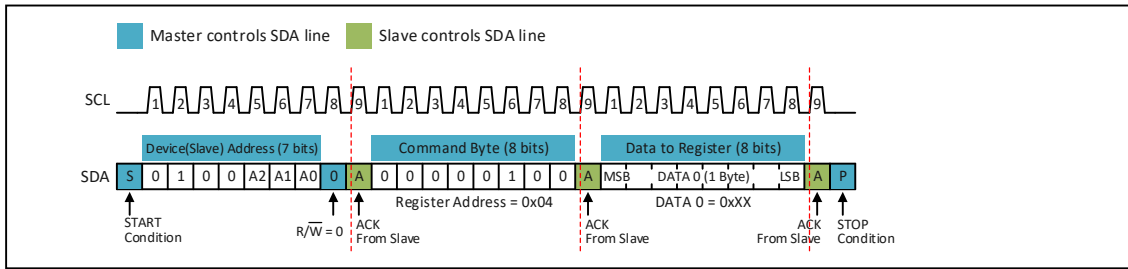 Master controls SDA line Slave controls SDA line
SCL 1 2 3 4 5 6 7 8 9 1 2 3 4 5 6 7 8 9 1 2 3 4 5 6 7 8 9
Device(Slave) Address (7 bits) Command Byte (8 bits) Data to Register (8 bits)
SDA S 0 1 0 0 A2 A1 A0 0 A 0 0 0 0 0 1 0 0 A MSB DATA 0 (1 Byte) LSB A P
Register Address = 0x04 DATA 0 = 0xXX
START Condition
R/W̅ = 0
ACK From Slave
ACK From Slave
ACK From Slave
STOP Condition